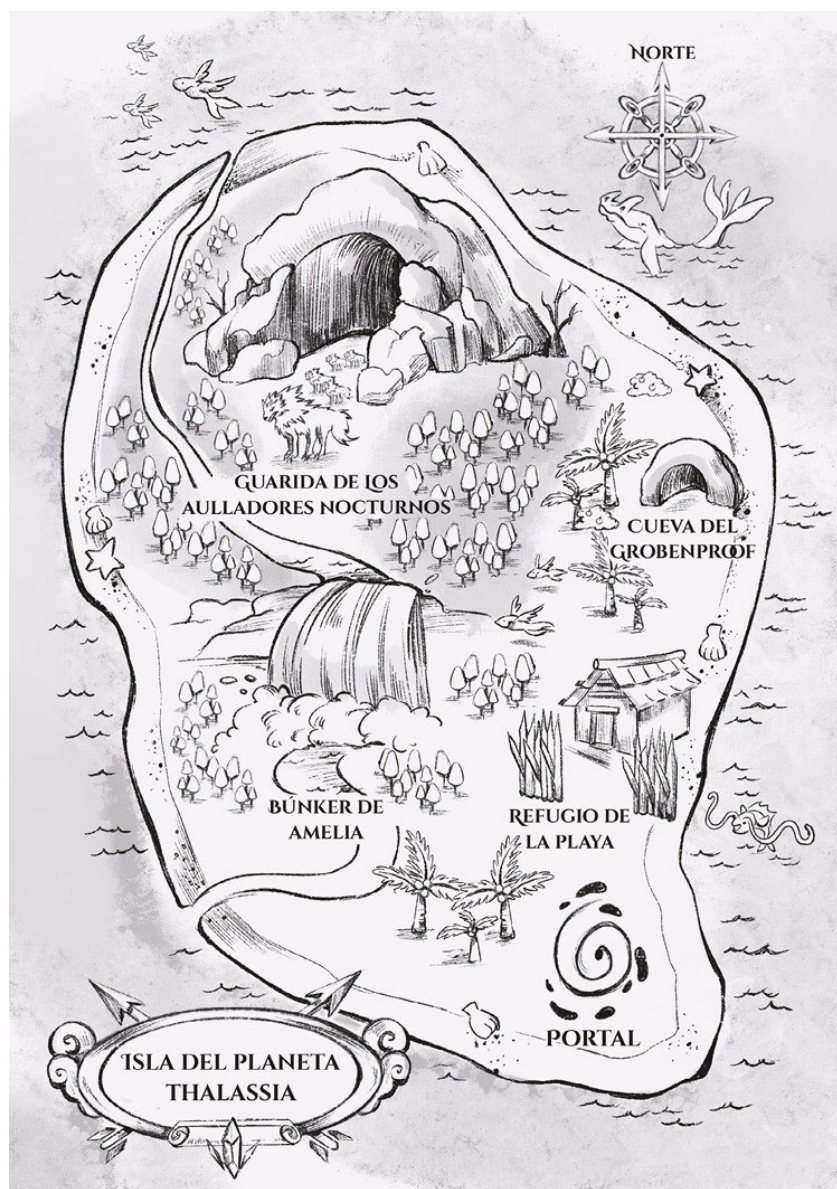 NORTE
GUARIDA DE LOS
AULLADORES NOCTURNOS
CUEVA DEL
GROBENPROOF
BÚNKER DE
AMELIA
REFUGIO DE
LA PLAYA
PORTAL
ISLA DEL PLANETA
THALASSIA